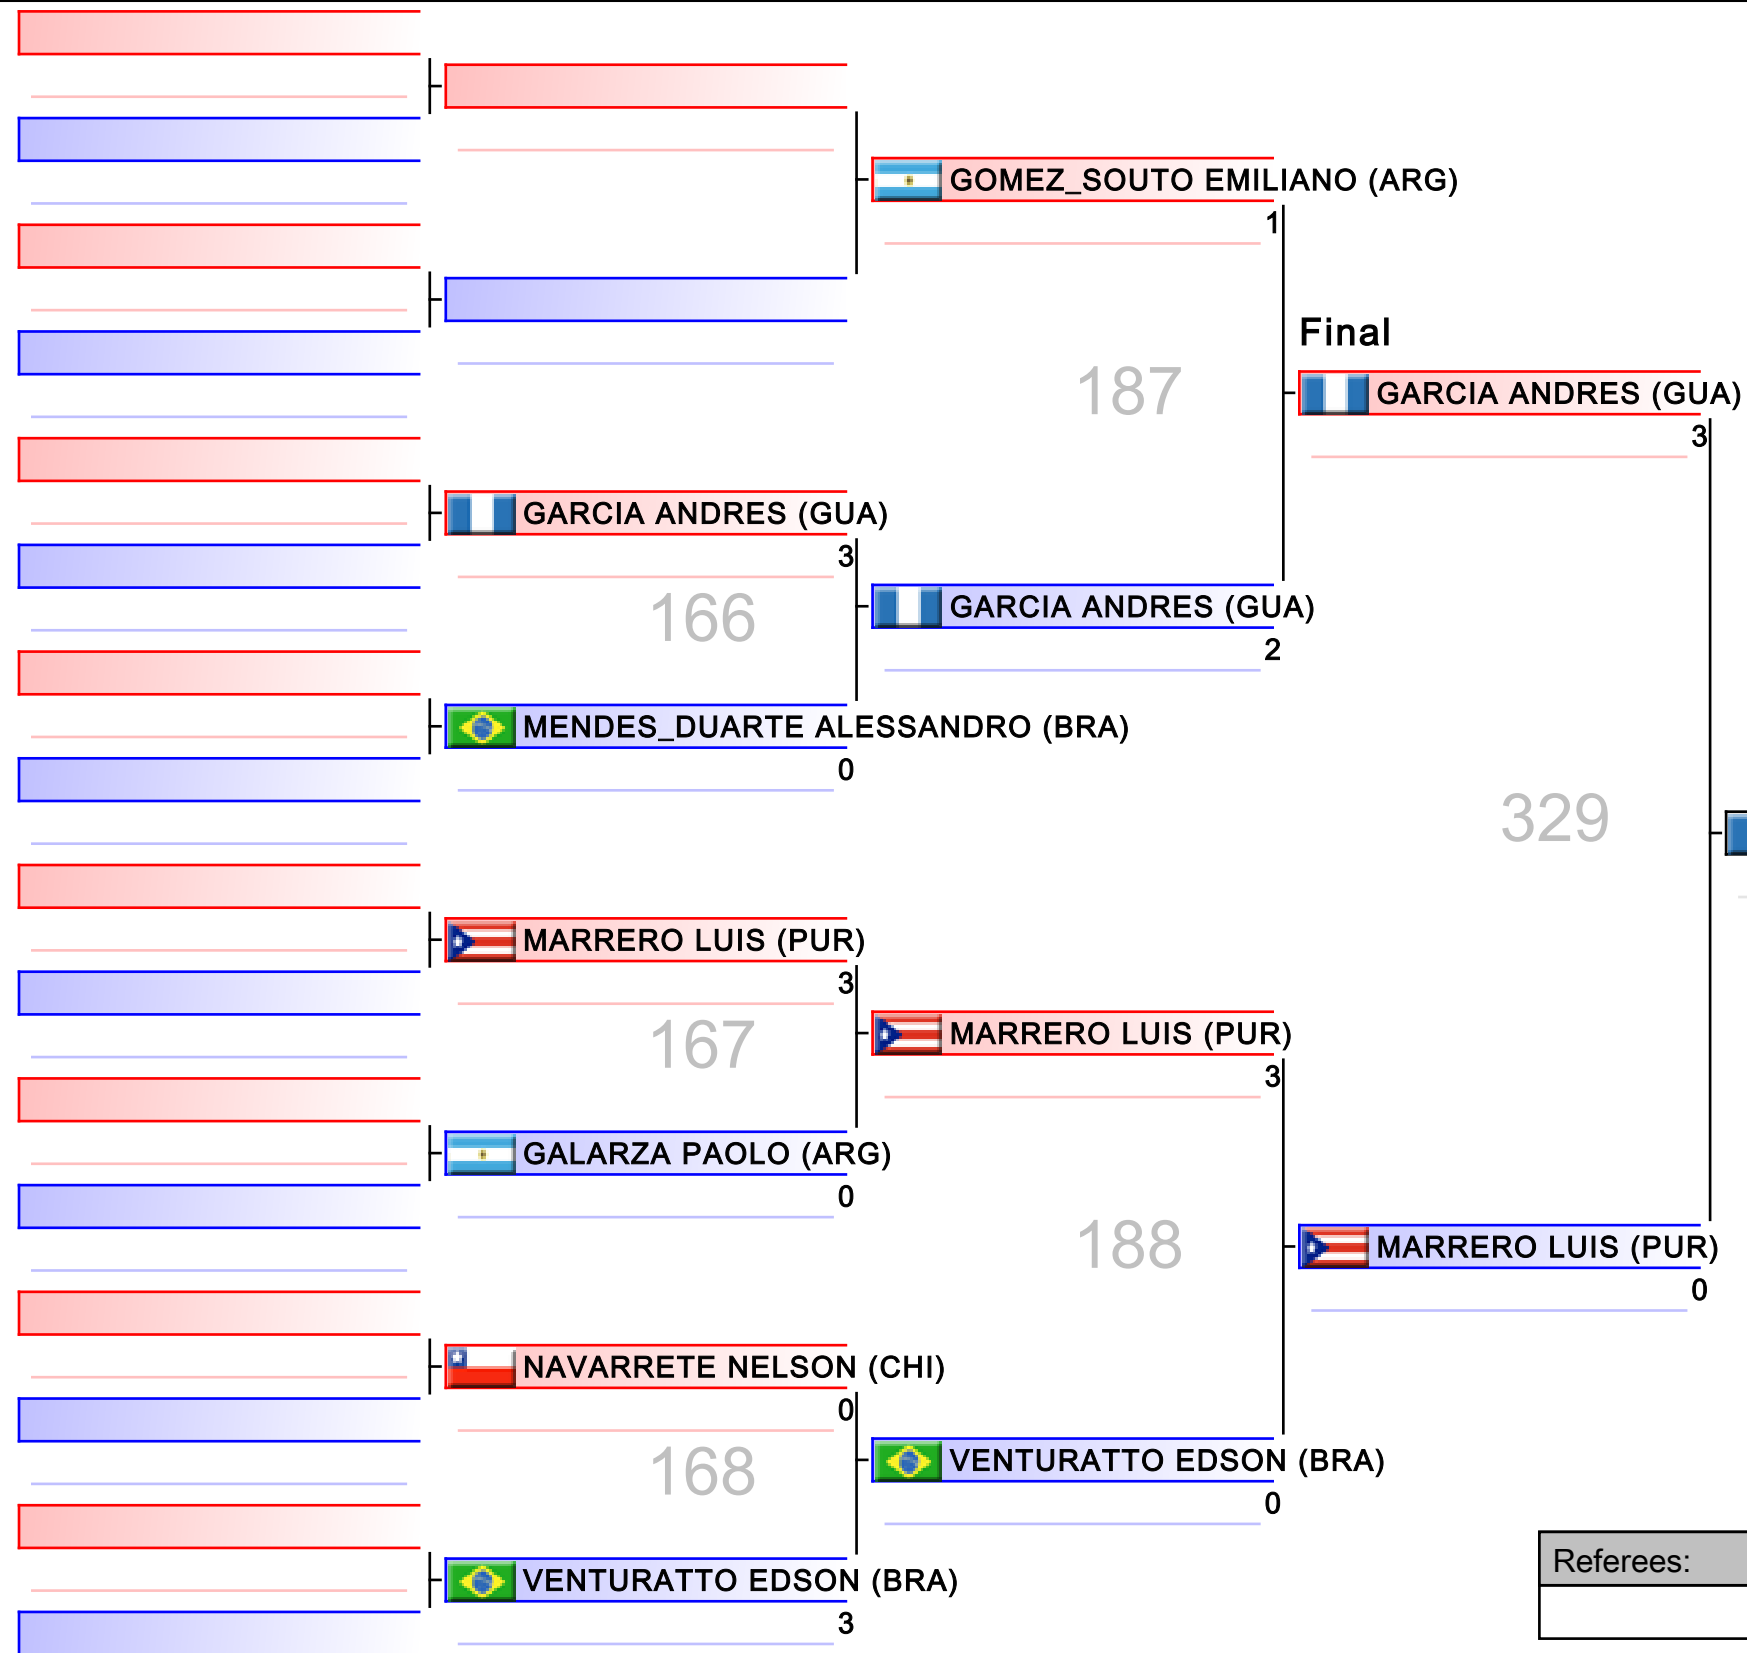 GOMEZ_SOUTO EMILIANO (ARG)
1
Final
187
GARCIA ANDRES (GUA)
3
GARCIA ANDRES (GUA)
3
166
GARCIA ANDRES (GUA)
2
MENDES_DUARTE ALESSANDRO (BRA)
0
329
MARRERO LUIS (PUR)
3
167
MARRERO LUIS (PUR)
3
GALARZA PAOLO (ARG)
0
188
MARRERO LUIS (PUR)
0
NAVARRETE NELSON (CHI)
0
168
VENTURATTO EDSON (BRA)
0
Referees:
VENTURATTO EDSON (BRA)
3